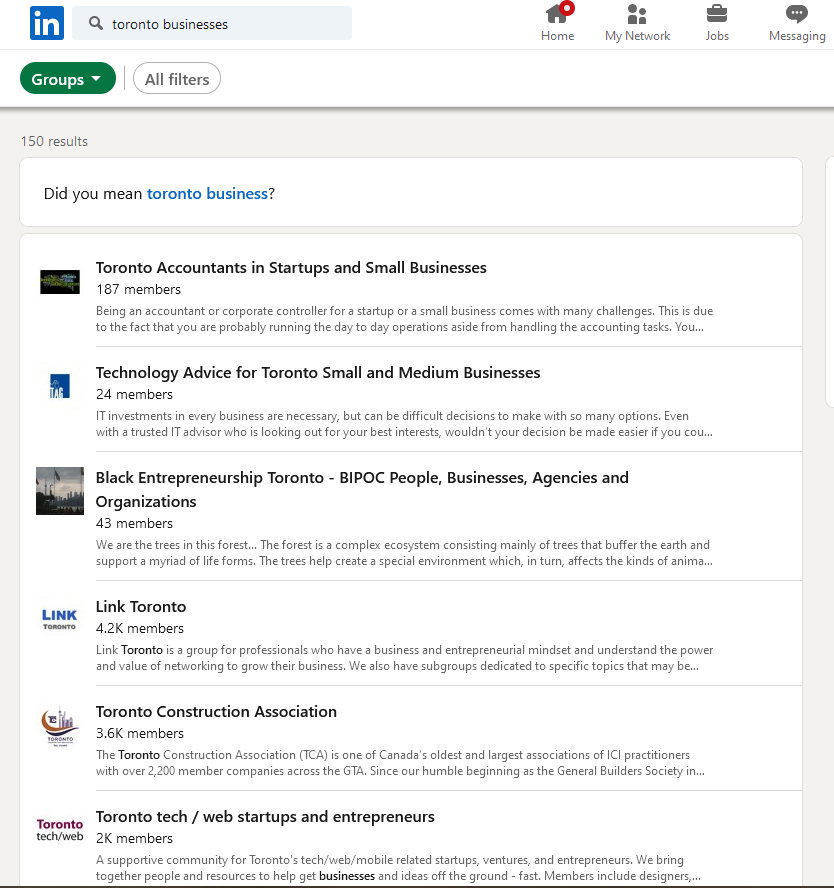 in
toronto businesses
Home
My Network
Jobs
Messaging
Groups
All filters
150 results
Did you mean toronto business?
Toronto Accountants in Startups and Small Businesses
187 members
Being an accountant or corporate controller for a startup or a small business comes with many challenges. This is due
to the fact that you are probably running the day to day operations aside from handling the accounting tasks. You...
TAG
Technology Advice for Toronto Small and Medium Businesses
24 members
IT investments in every business are necessary, but can be difficult decisions to make with so many options. Even
with a trusted IT advisor who is looking out for your best interests, wouldn't your decision be made easier if you cou...
Black Entrepreneurship Toronto - BIPOC People, Businesses, Agencies and
Organizations
43 members
We are the trees in this forest... The forest is a complex ecosystem consisting mainly of trees that buffer the earth and
support a myriad of life forms. The trees help create a special environment which, in turn, affects the kinds of anima...
LINK
TORONTO
Link Toronto
4.2K members
Link Toronto is a group for professionals who have a business and entrepreneurial mindset and understand the power
and value of networking to grow their business. We also have subgroups dedicated to specific topics that may be...
TORONTO
Toronto Construction Association
3.6K members
The Toronto Construction Association (TCA) is one of Canada's oldest and largest associations of ICI practitioners
with over 2,200 member companies across the GTA. Since our humble beginning as the General Builders Society in...
Toronto
tech/web
Toronto tech / web startups and entrepreneurs
2K members
A supportive community for Toronto's tech/web/mobile related startups, ventures, and entrepreneurs. We bring
together people and resources to help get businesses and ideas off the ground - fast. Members include designers,...